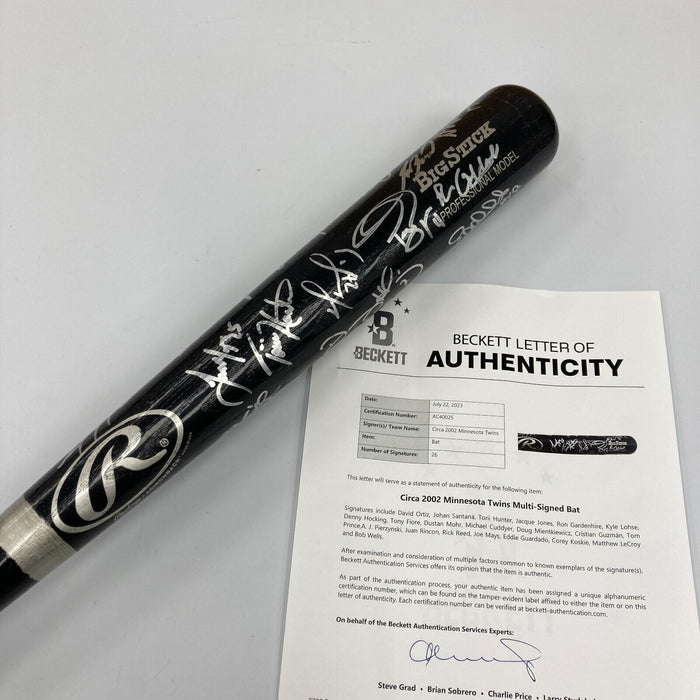 BIG STICK
PROFESSIONAL MODEL
R
®
B
BECKETT
BECKETT LETTER OF
AUTHENTICITY
Date: July 22, 2023
Certification Number: AC40025
Signer(s)/ Team Name: Circa 2002 Minnesota Twins
Item: Bat
Number of Signatures: 26
This letter will serve as a statement of authenticity for the following item:
Circa 2002 Minnesota Twins Multi-Signed Bat
Signatures include David Ortiz, Johan Santana, Torii Hunter, Jacque Jones, Ron Gardenhire, Kyle Lohse,
Denny Hocking, Tony Fiore, Dustan Mohr, Michael Cuddyer, Doug Mientkiewicz, Cristian Guzmán, Tom
Prince,A. J. Pierzynski. Juan Rincon, Rick Reed, Joe Mays, Eddie Guardado, Corey Koskie, Matthew LeCroy
and Bob Wells.
After examination and consideration of multiple factors common to known exemplars of the signature(s),
Beckett Authentication Services offers its opinion that the item is authentic.
As part of the authentication process, your authentic item has been assigned a unique alphanumeric
certification number, which can be found on the tamper-evident label affixed to either the item or on this
letter of authenticity. Each certification number can be verified at beckett-authentication.com.
On behalf of the Beckett Authentication Services Experts:
Steve Grad • Brian Sobrero • Charlie Price • Larry